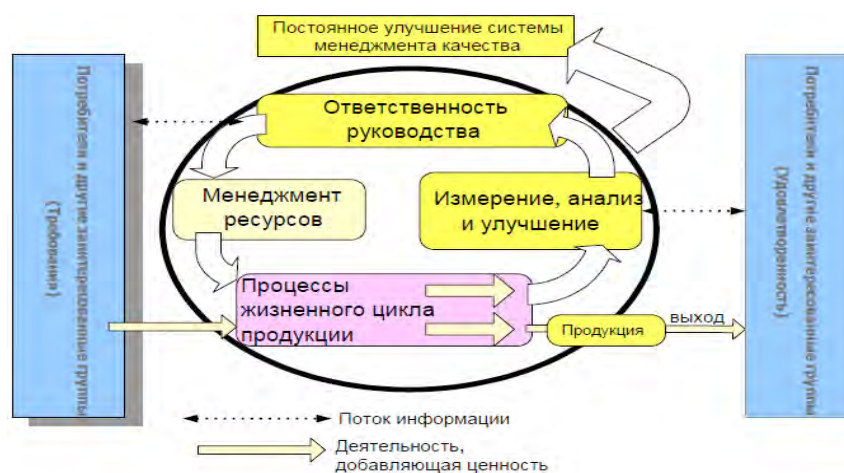 Постоянное улучшение системы
менеджмента качества
Потребители и другие заинтересованные группы
(Требования)
Ответственность
руководства
Менеджмент
ресурсов
Измерение, анализ
и улучшение
Процессы
жизненного цикла
продукции
Продукция
выход
Потребители и другие заинтересованные группы
(Удовлетворенность)
Поток информации
Деятельность,
добавляющая ценность